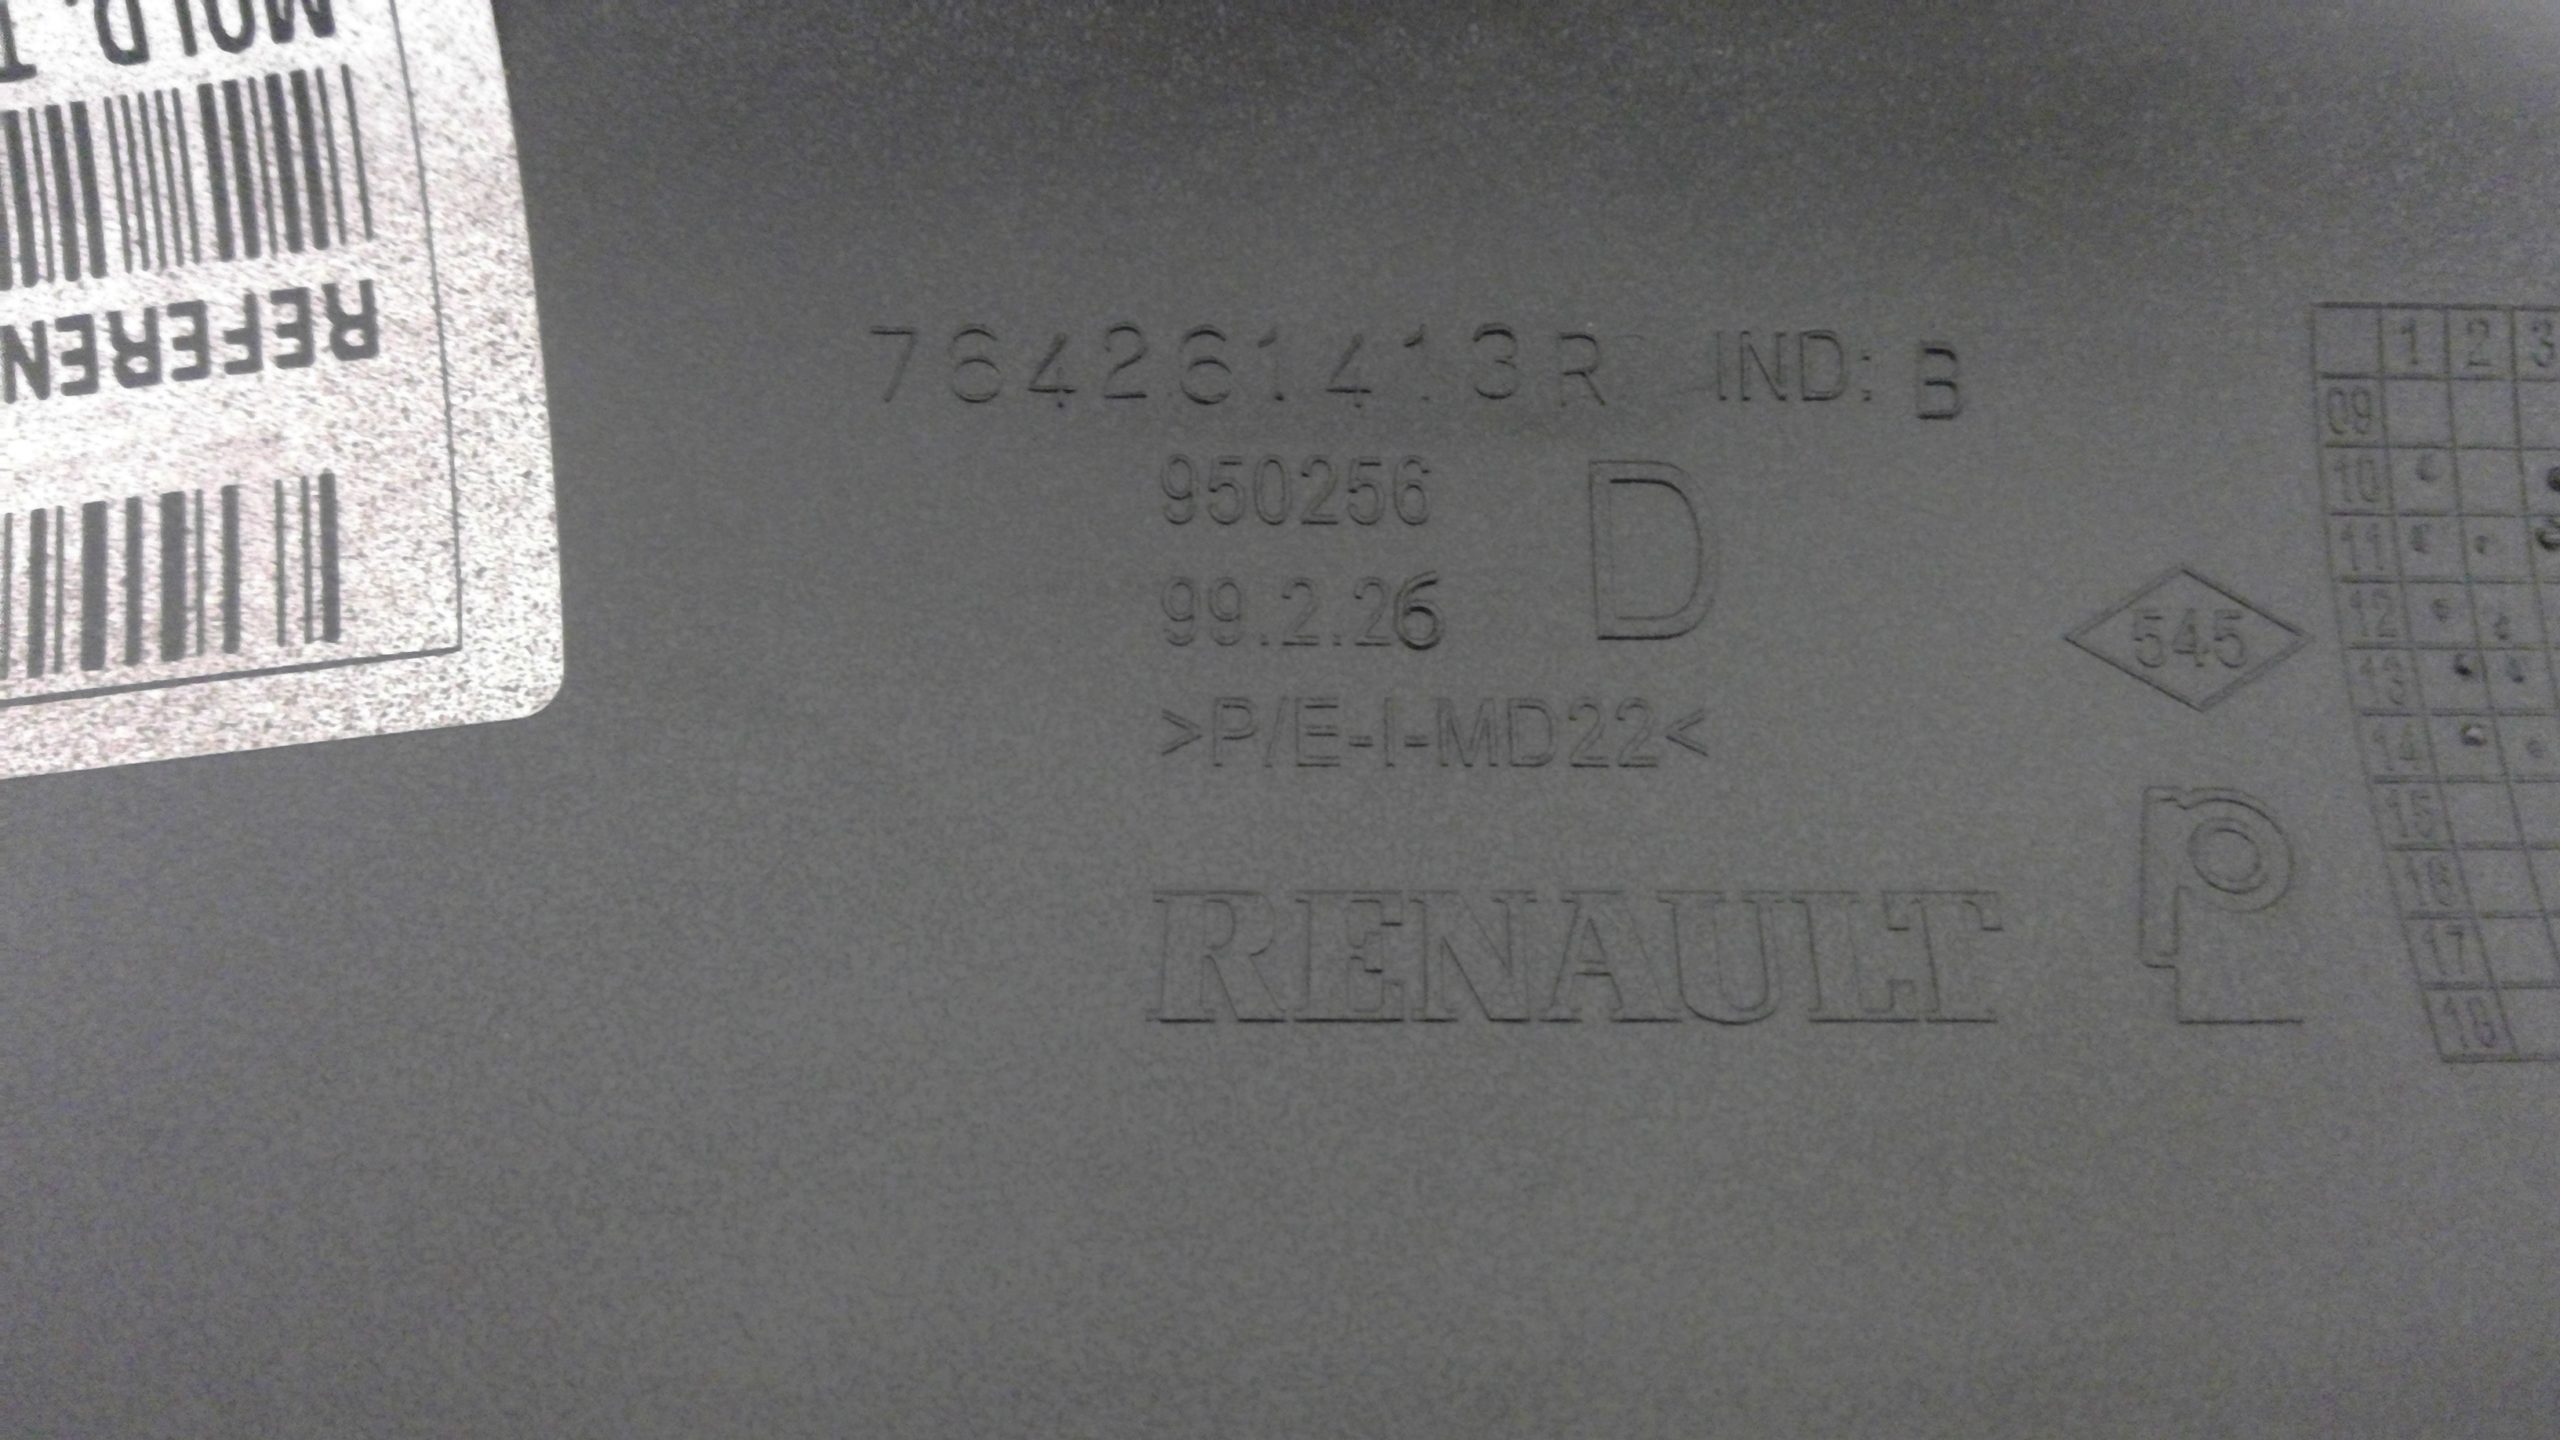 MOLD. T
REFEREN
764261413R IND: B
950256
D
99.2.26
>P/E-I-MD22<
545
RENAULT
1 2 3
09
10
11
12
13
14
15
16
17
18